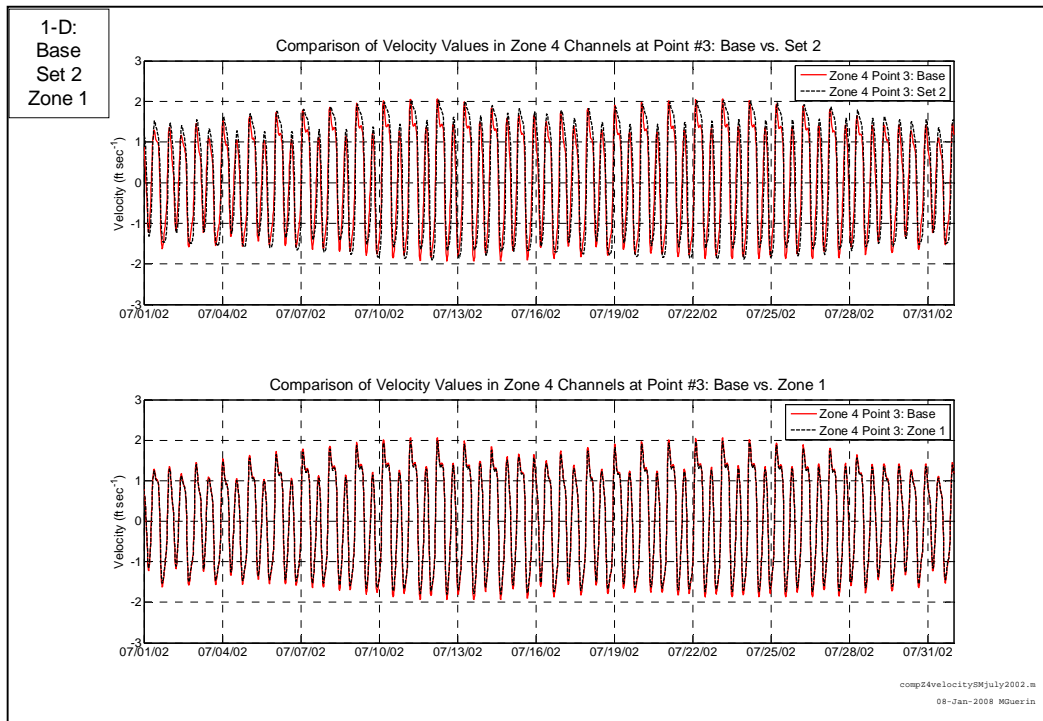 1-D:
Base
Set 2
Zone 1
Comparison of Velocity Values in Zone 4 Channels at Point #3: Base vs. Set 2
3
2
1
0
-1
-2
-3
Velocity (ft sec⁻¹)
Zone 4 Point 3: Base
Zone 4 Point 3: Set 2
07/01/02 07/04/02 07/07/02 07/10/02 07/13/02 07/16/02 07/19/02 07/22/02 07/25/02 07/28/02 07/31/02
Comparison of Velocity Values in Zone 4 Channels at Point #3: Base vs. Zone 1
3
2
1
0
-1
-2
-3
Velocity (ft sec⁻¹)
Zone 4 Point 3: Base
Zone 4 Point 3: Zone 1
07/01/02 07/04/02 07/07/02 07/10/02 07/13/02 07/16/02 07/19/02 07/22/02 07/25/02 07/28/02 07/31/02
compZ4velocitySMjuly2002.m
08-Jan-2008 MGuerin